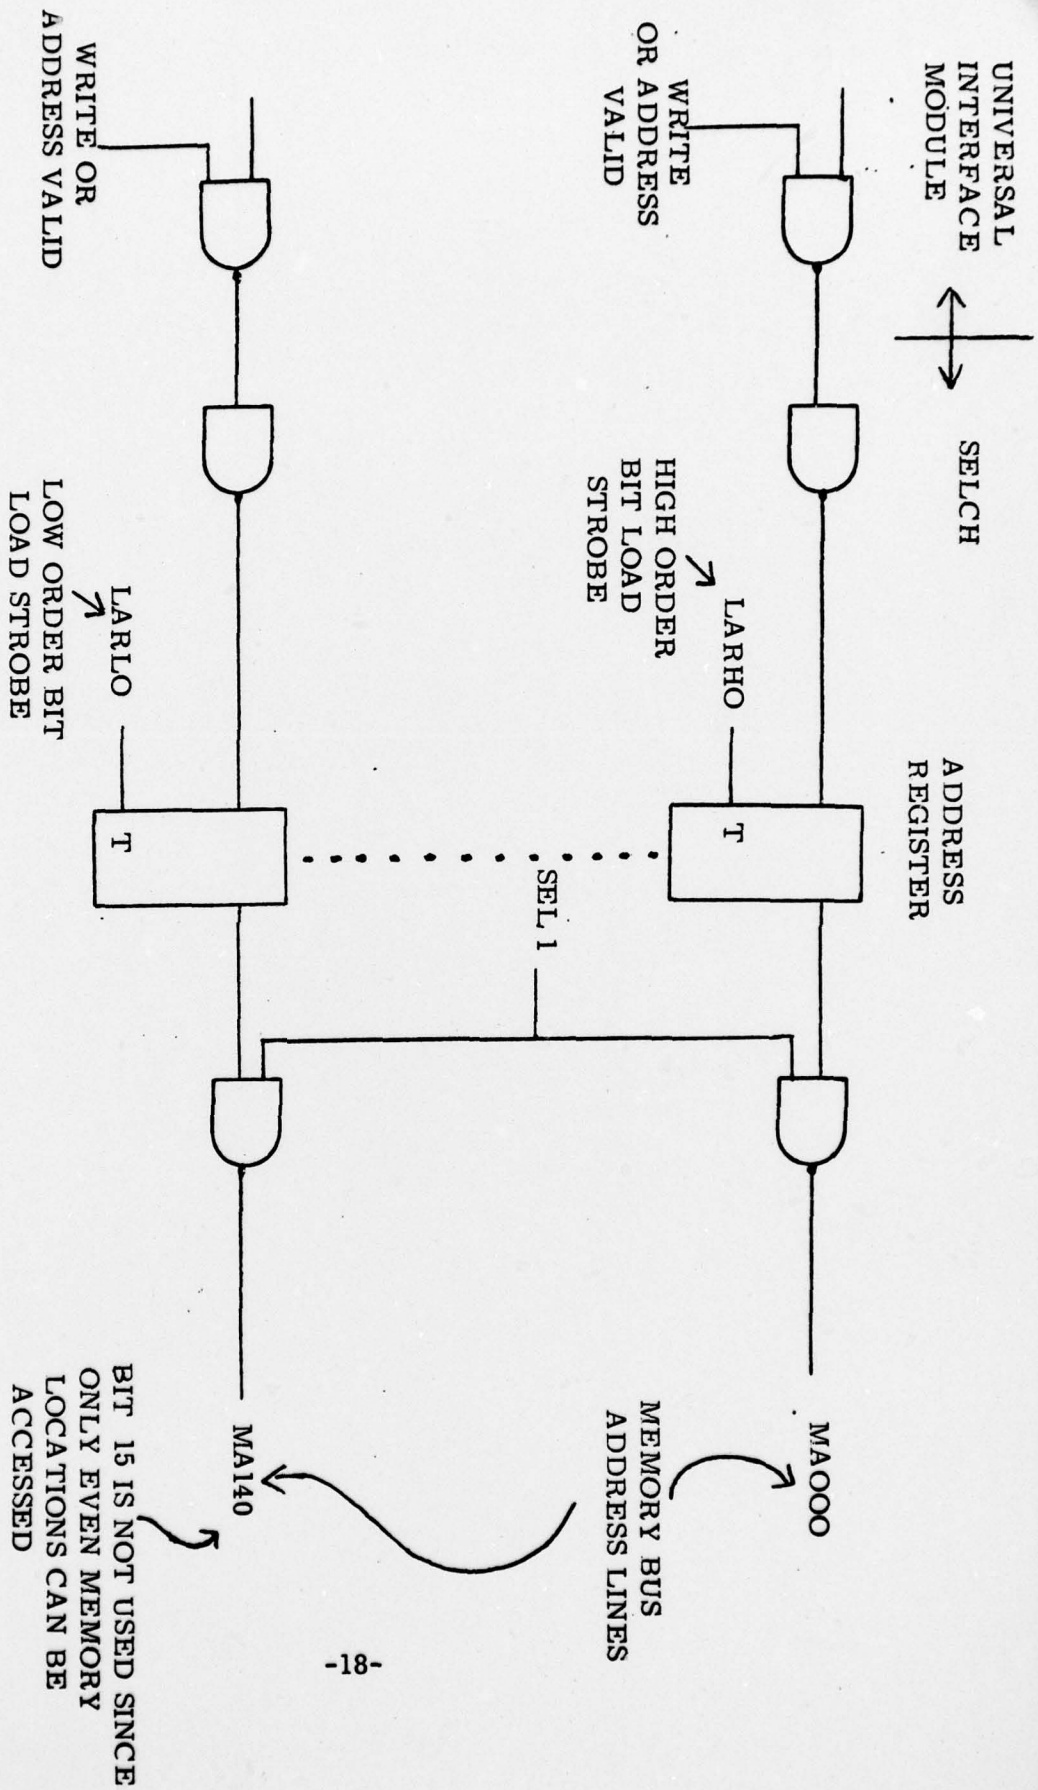 UNIVERSAL
INTERFACE
MODULE
SELCH
ADDRESS
REGISTER
WRITE
OR ADDRESS
VALID
HIGH ORDER
BIT LOAD
STROBE
LARHO
T
MAOOO
MEMORY BUS
ADDRESS LINES
SEL 1
WRITE OR
ADDRESS VALID
LARLO
LOW ORDER BIT
LOAD STROBE
T
MA140
BIT 15 IS NOT USED SINCE
ONLY EVEN MEMORY
LOCATIONS CAN BE
ACCESSED
-18-